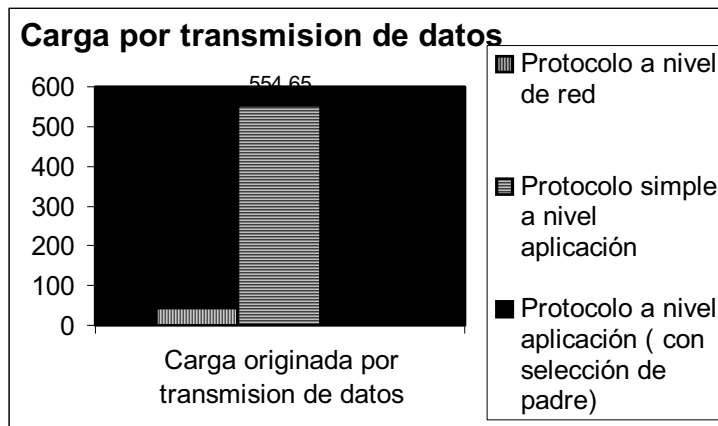 Carga por transmision de datos
554.65
600
500
400
300
200
100
0
Carga originada por
transmision de datos
Protocolo a nivel
de red
Protocolo simple
a nivel
aplicación
Protocolo a nivel
aplicación ( con
selección de
padre)